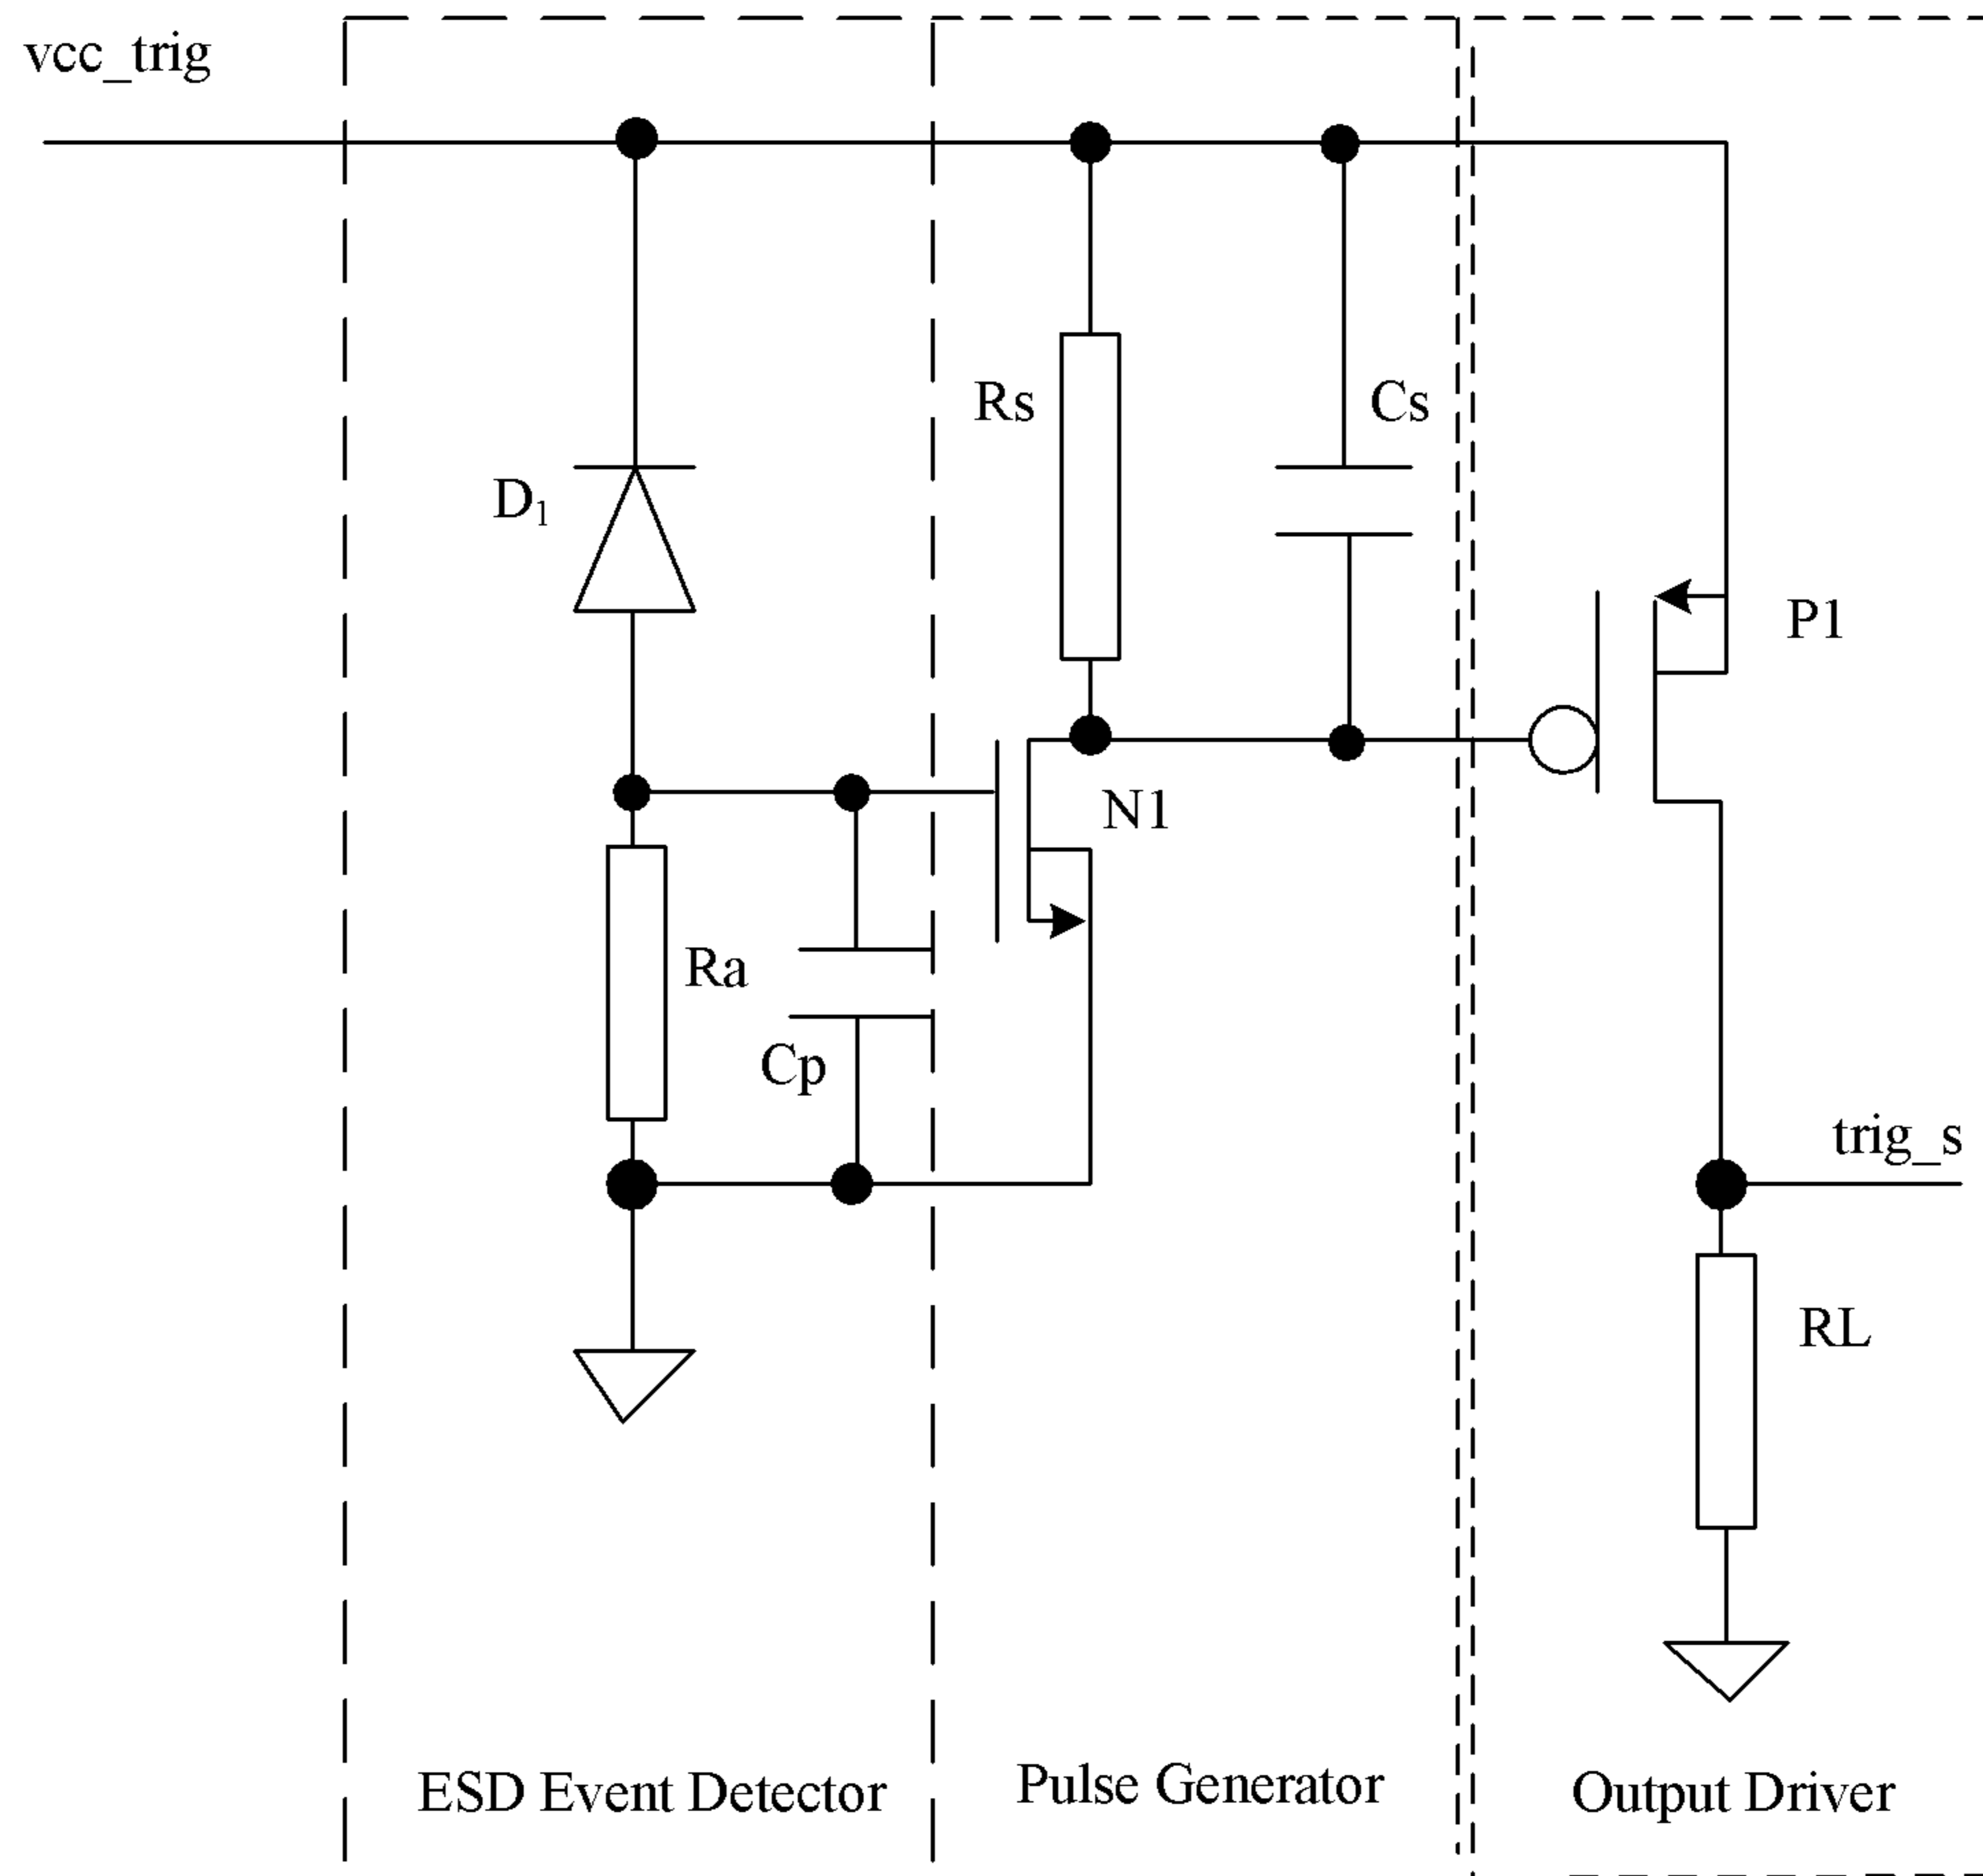 vcc_trig
Rs
Cs
D₁
P1
N1
Ra
Cp
trig_s
RL
ESD Event Detector
Pulse Generator
Output Driver